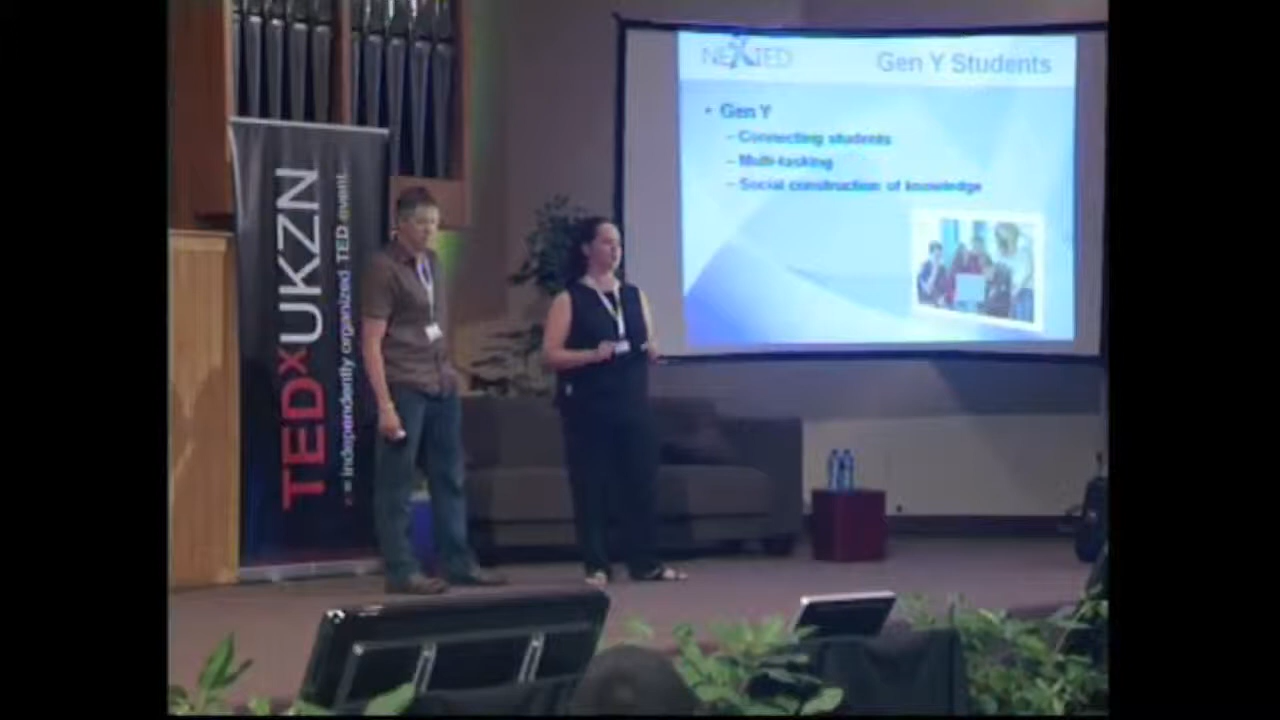 TEDxUKZN
x = independently organized TED event
NEXTED
Gen Y Students
• Gen Y
– Connecting students
– Multi-tasking
– Social construction of knowledge